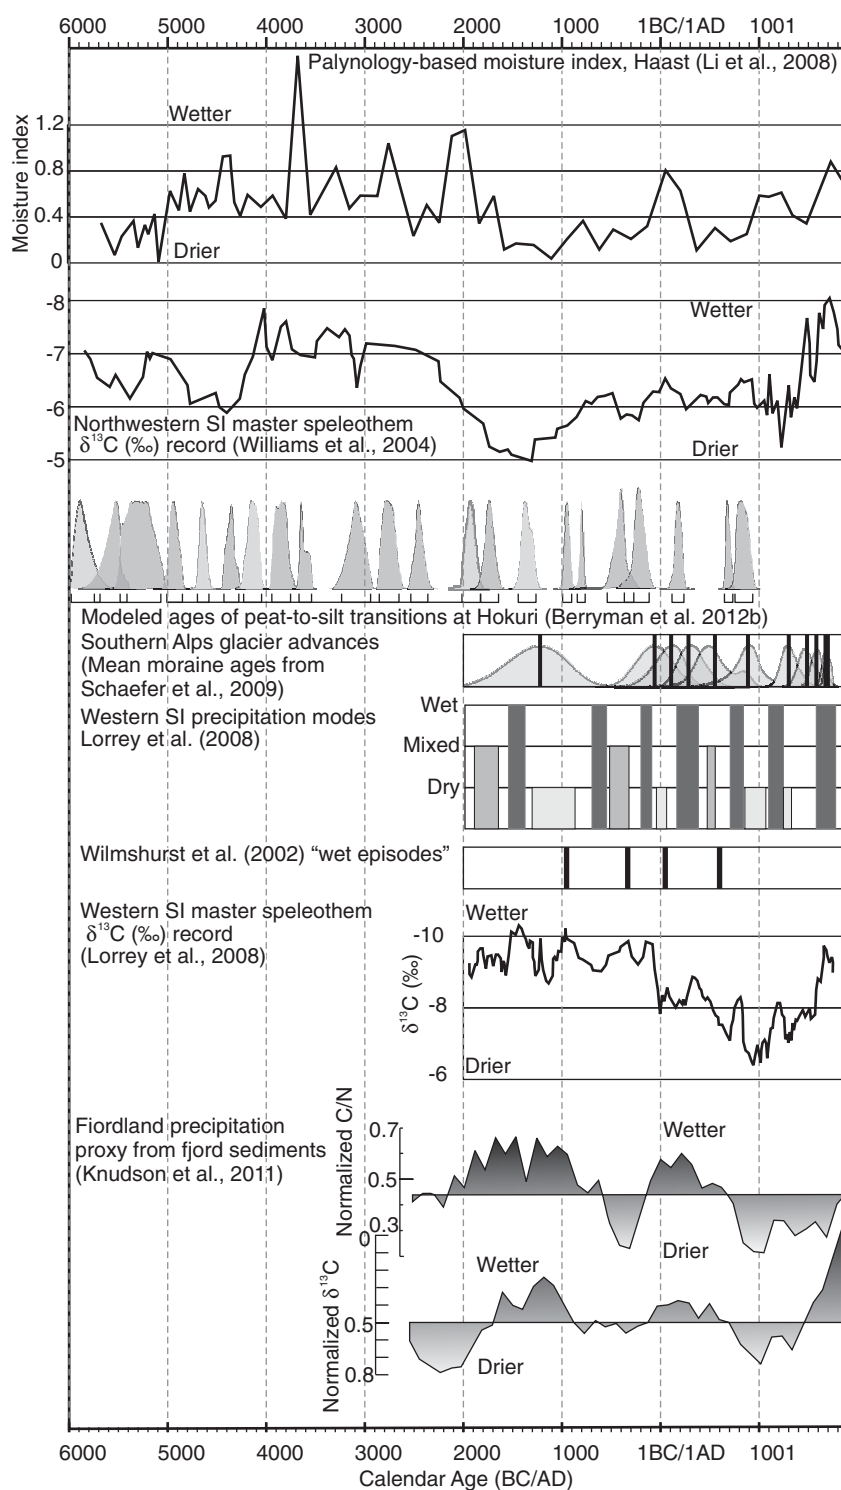 6000 5000 4000 3000 2000 1000 1BC/1AD 1001
Palynology-based moisture index, Haast (Li et al., 2008)
Moisture index
1.2
0.8
0.4
0
Wetter
Drier
-8
-7
-6
-5
Wetter
Northwestern SI master speleothem
δ¹³C (‰) record (Williams et al., 2004)
Drier
Modeled ages of peat-to-silt transitions at Hokuri (Berryman et al. 2012b)
Southern Alps glacier advances
(Mean moraine ages from
Schaefer et al., 2009)
Western SI precipitation modes
Lorrey et al. (2008)
Wet
Mixed
Dry
Wilmshurst et al. (2002) “wet episodes”
Western SI master speleothem
δ¹³C (‰) record
(Lorrey et al., 2008)
Wetter
δ¹³C (‰)
-10
-8
-6
Drier
Fiordland precipitation
proxy from fjord sediments
(Knudson et al., 2011)
Normalized C/N
0.7
0.5
0.3
Wetter
Drier
Normalized δ¹³C
0
0.5
0.8
Wetter
Drier
6000 5000 4000 3000 2000 1000 1BC/1AD 1001
Calendar Age (BC/AD)